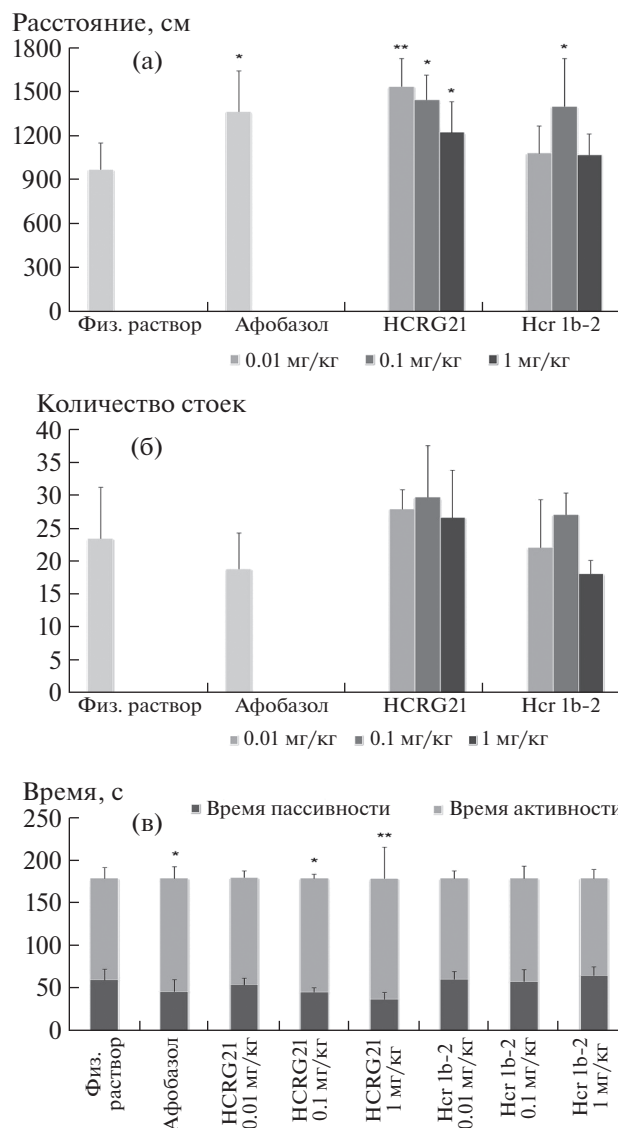 Расстояние, см
1800
(а)
*
**
*
*
*
1500
1200
900
600
300
0
Физ. раствор
Афобазол
HCRG21
Hcr 1b-2
0.01 мг/кг
0.1 мг/кг
1 мг/кг
Количество стоек
40
(б)
35
30
25
20
15
10
5
0
Физ. раствор
Афобазол
HCRG21
Hcr 1b-2
0.01 мг/кг
0.1 мг/кг
1 мг/кг
Время, с
Время пассивности
Время активности
250
(в)
200
*
*
**
150
100
50
0
Физ.
раствор
Афобазол
HCRG21
0.01 мг/кг
HCRG21
0.1 мг/кг
HCRG21
1 мг/кг
Hcr 1b-2
0.01 мг/кг
Hcr 1b-2
0.1 мг/кг
Hcr 1b-2
1 мг/кг